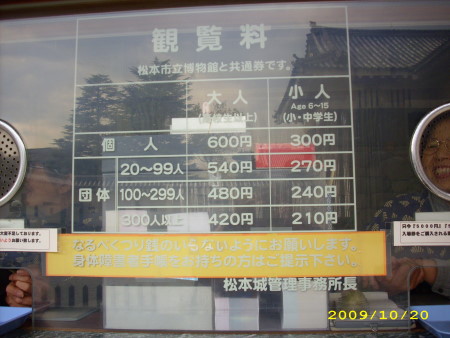 観覧料
松本市立博物館と共通券です。
大人
小人
Age 6～15
(小・中学生)
個人 600円 300円
団体
20～99人 540円 270円
100～299人 480円 240円
300人以上 420円 210円
なるべくつり銭のいらないようにお願いします。
身体障害者手帳をお持ちの方はご提示下さい。
松本城管理事務所長
2009/10/20